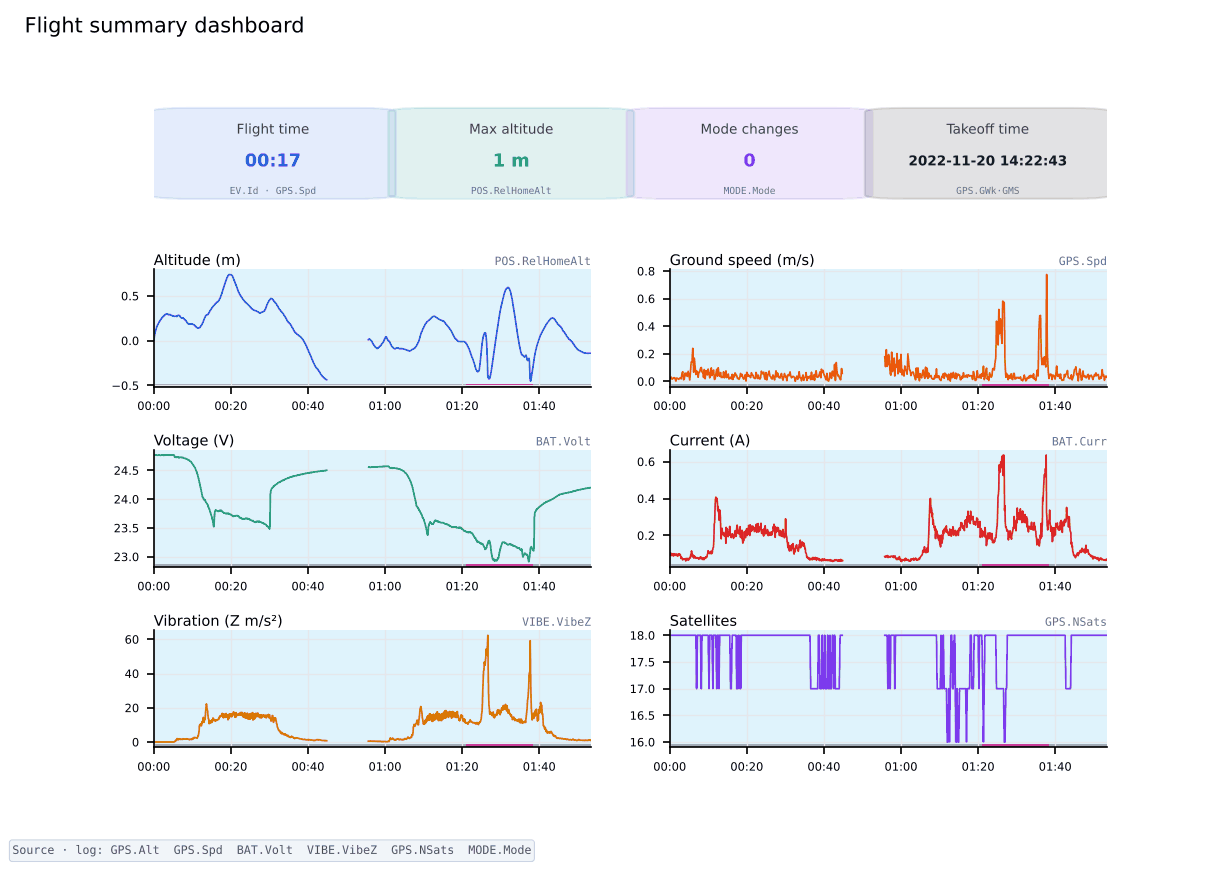 Flight summary dashboard
Flight time
00:17
EV.Id · GPS.Spd
Max altitude
1 m
POS.RelHomeAlt
Mode changes
0
MODE.Mode
Takeoff time
2022-11-20 14:22:43
GPS.GWk·GMS
Altitude (m) POS.RelHomeAlt
0.5
0.0
−0.5
00:00 00:20 00:40 01:00 01:20 01:40
Ground speed (m/s) GPS.Spd
0.8
0.6
0.4
0.2
0.0
00:00 00:20 00:40 01:00 01:20 01:40
Voltage (V) BAT.Volt
24.5
24.0
23.5
23.0
00:00 00:20 00:40 01:00 01:20 01:40
Current (A) BAT.Curr
0.6
0.4
0.2
00:00 00:20 00:40 01:00 01:20 01:40
Vibration (Z m/s²) VIBE.VibeZ
60
40
20
0
00:00 00:20 00:40 01:00 01:20 01:40
Satellites GPS.NSats
18.0
17.5
17.0
16.5
16.0
00:00 00:20 00:40 01:00 01:20 01:40
Source · log: GPS.Alt GPS.Spd BAT.Volt VIBE.VibeZ GPS.NSats MODE.Mode